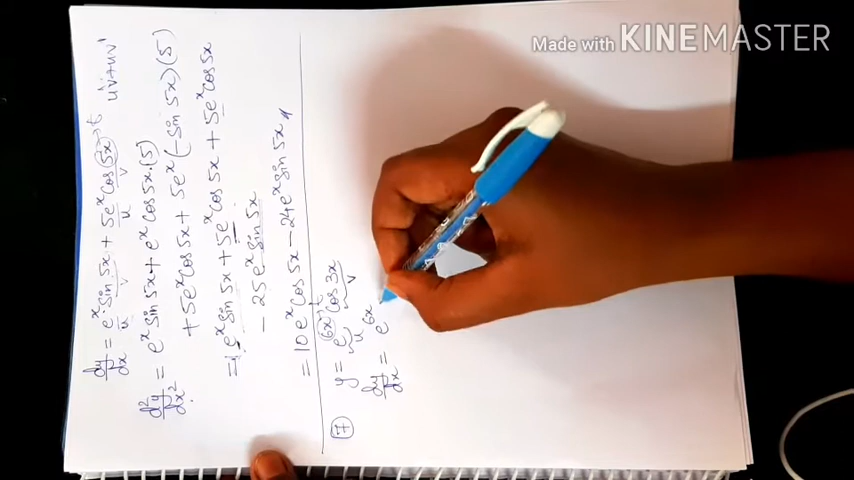 Made with KINEMASTER
uv'+vu'
dy/dx = e^x sin 5x + 5e^x cos 5x
u v u v
d²y/dx² = e^x sin 5x + e^x cos 5x.(5)
+ 5e^x cos 5x + 5e^x (-sin 5x)(5)
= e^x sin 5x + 5e^x cos 5x + 5e^x cos 5x
- 25e^x sin 5x
= 10e^x cos 5x - 24e^x sin 5x
⑦ y = e^6x cos 3x
u v
dy/dx = e^6x